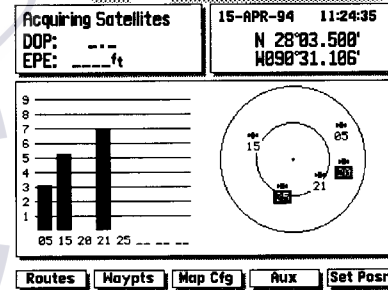 Acquiring Satellites
DOP: _._
EPE: ____ft
15-APR-94 11:24:35
N 28°03.500'
W090°31.106'
9
8
7
6
5
4
3
2
1
05 15 20 21 25 __ __ __
15
05
20
21
25
Routes Waypts Map Cfg Aux Set Posn